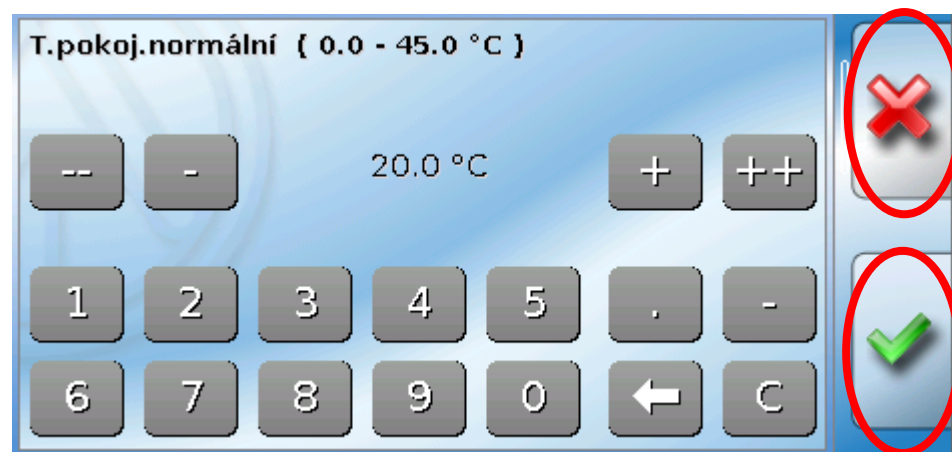 T.pokoj.normální ( 0.0 - 45.0 °C )
-- - 20.0 °C + ++
1 2 3 4 5 . -
6 7 8 9 0 C